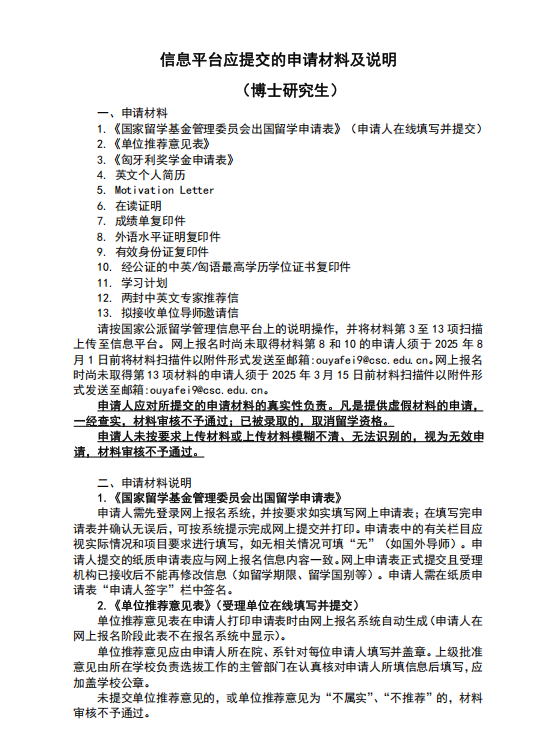 信息平台应提交的申请材料及说明
（博士研究生）
一、申请材料
1.《国家留学基金管理委员会出国留学申请表》（申请人在线填写并提交）
2.《单位推荐意见表》
3.《匈牙利奖学金申请表》
4. 英文个人简历
5. Motivation Letter
6. 在读证明
7. 成绩单复印件
8. 外语水平证明复印件
9. 有效身份证复印件
10. 经公证的中英/匈语最高学历学位证书复印件
11. 学习计划
12. 两封中英文专家推荐信
13. 拟接收单位导师邀请信
请按国家公派留学管理信息平台上的说明操作，并将材料第 3 至 13 项扫描
上传至信息平台。网上报名时尚未取得材料第 8 和 10 的申请人须于 2025 年 8
月 1 日前将材料扫描件以附件形式发送至邮箱:ouyafei9@csc.edu.cn。网上报名
时尚未取得第 13 项材料的申请人须于 2025 年 3 月 15 日前材料扫描件以附件形
式发送至邮箱:ouyafei9@csc.edu.cn。
申请人应对所提交的申请材料的真实性负责。凡是提供虚假材料的申请，
一经查实，材料审核不予通过；已被录取的，取消留学资格。
申请人未按要求上传材料或上传材料模糊不清、无法识别的，视为无效申
请，材料审核不予通过。
二、申请材料说明
1.《国家留学基金管理委员会出国留学申请表》
申请人需先登录网上报名系统，并按要求如实填写网上申请表；在填写完申
请表并确认无误后，可按系统提示完成网上提交并打印。申请表中的有关栏目应
视实际情况和项目要求进行填写，如无相关情况可填“无”（如国外导师）。申
请人提交的纸质申请表应与网上报名信息内容一致。网上申请表正式提交且受理
机构已接收后不能再修改信息（如留学期限、留学国别等）。申请人需在纸质申
请表“申请人签字”栏中签名。
2.《单位推荐意见表》（受理单位在线填写并提交）
单位推荐意见表在申请人打印申请表时由网上报名系统自动生成（申请人在
网上报名阶段此表不在报名系统中显示）。
单位推荐意见应由申请人所在院、系针对每位申请人填写并盖章。上级批准
意见由所在学校负责选拔工作的主管部门在认真核对申请人所填信息后填写，应
加盖学校公章。
未提交单位推荐意见的，或单位推荐意见为“不属实”、“不推荐”的，材料
审核不予通过。